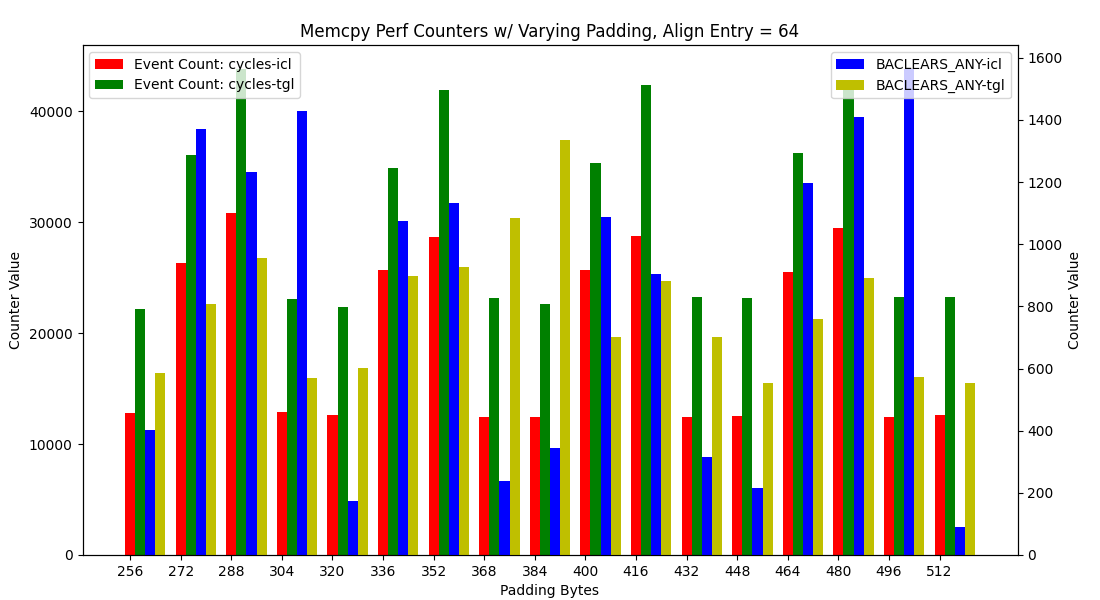 Memcpy Perf Counters w/ Varying Padding, Align Entry = 64
Event Count: cycles-icl
Event Count: cycles-tgl
BACLEARS_ANY-icl
BACLEARS_ANY-tgl
Counter Value
40000
30000
20000
10000
0
1600
1400
1200
1000
800
600
400
200
0
Counter Value
256 272 288 304 320 336 352 368 384 400 416 432 448 464 480 496 512
Padding Bytes